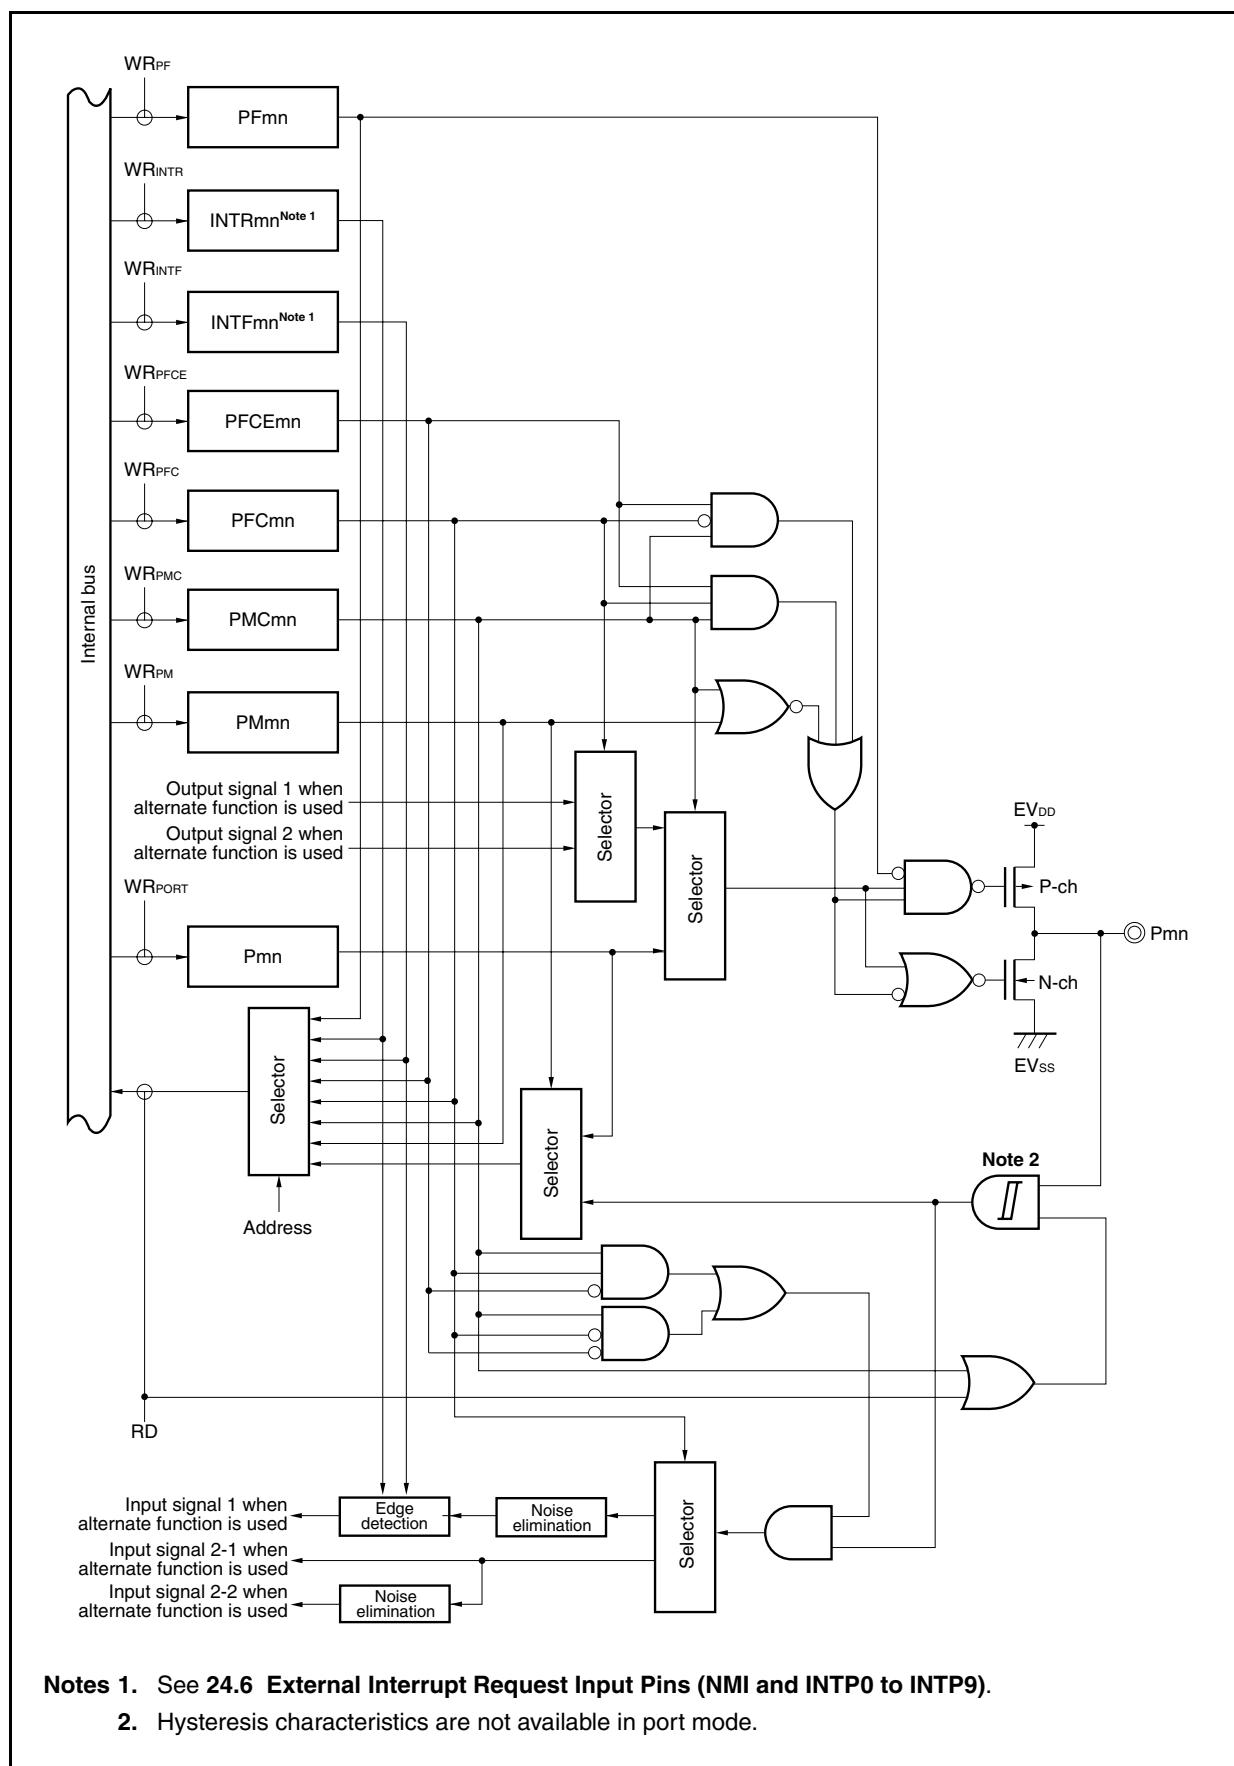 WRPF
PFmn
WRINTR
INTRmnNote 1
WRINTF
INTFmnNote 1
WRPFCE
PFCEmn
WRPFC
PFCmn
WRPMC
PMCmn
Internal bus
WRPM
PMmn
Output signal 1 when
alternate function is used
Output signal 2 when
alternate function is used
Selector
Selector
EVDD
P-ch
WRPORT
Pmn
Pmn
N-ch
EVSS
Selector
Selector
Note 2
Address
RD
Input signal 1 when
alternate function is used
Edge
detection
Noise
elimination
Selector
Input signal 2-1 when
alternate function is used
Input signal 2-2 when
alternate function is used
Noise
elimination
Notes 1. See 24.6 External Interrupt Request Input Pins (NMI and INTP0 to INTP9).
2. Hysteresis characteristics are not available in port mode.